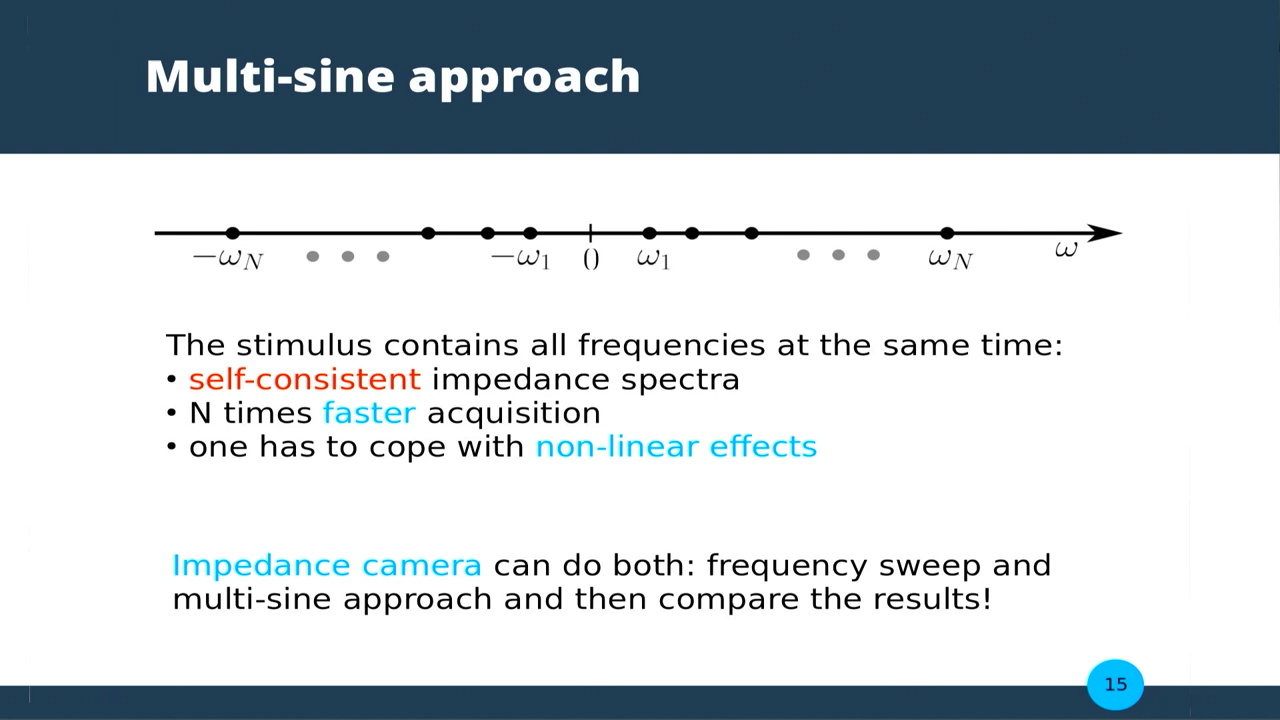 Multi-sine approach
−ω_N −ω_1 0 ω_1 ω_N ω
The stimulus contains all frequencies at the same time:
• self-consistent impedance spectra
• N times faster acquisition
• one has to cope with non-linear effects
Impedance camera can do both: frequency sweep and
multi-sine approach and then compare the results!
15